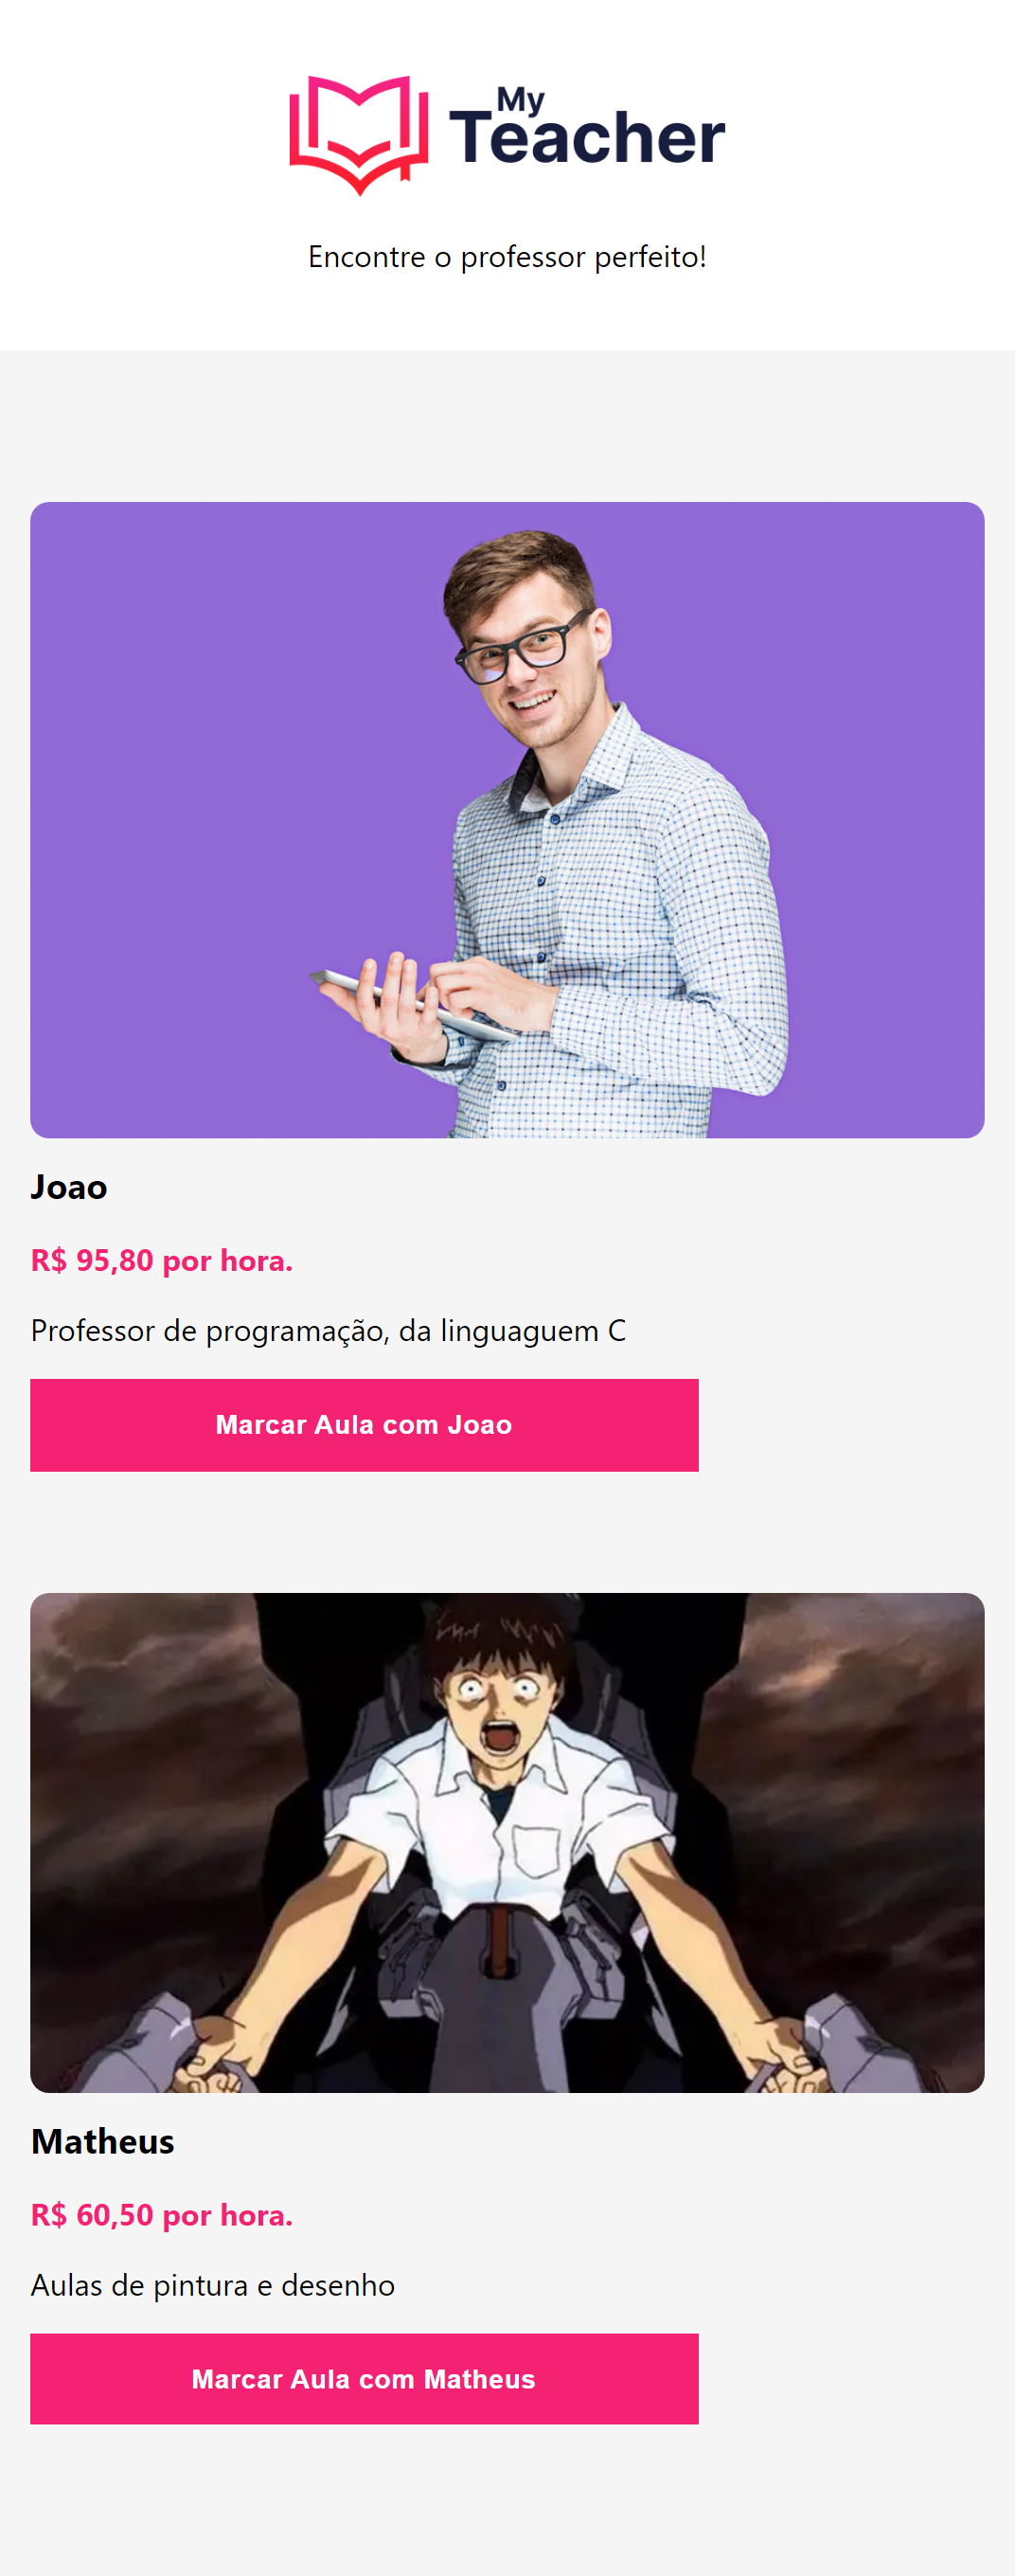 My
Teacher
Encontre o professor perfeito!
Joao
R$ 95,80 por hora.
Professor de programação, da linguaguem C
Marcar Aula com Joao
Matheus
R$ 60,50 por hora.
Aulas de pintura e desenho
Marcar Aula com Matheus